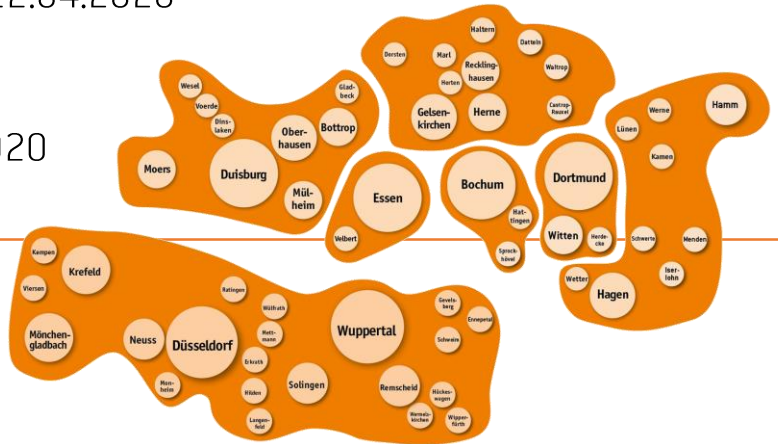 22.04.2020
020
Haltern
Dorsten
Marl
Datteln
Reckling-
hausen
Waltrop
Herten
Castrop-
Rauxel
Gelsen-
kirchen
Herne
Wesel
Glad-
beck
Voerde
Dins-
laken
Ober-
hausen
Bottrop
Moers
Duisburg
Mül-
heim
Essen
Velbert
Bochum
Hat-
tingen
Sprock-
hövel
Dortmund
Witten
Herde-
cke
Hamm
Werne
Lünen
Kamen
Schwerte
Menden
Iser-
lohn
Wetter
Hagen
Kempen
Krefeld
Viersen
Mönchen-
gladbach
Neuss
Düsseldorf
Ratingen
Wülfrath
Mett-
mann
Erkrath
Mon-
heim
Hilden
Langen-
feld
Solingen
Wuppertal
Gevels-
berg
Ennepetal
Schwelm
Remscheid
Hückes-
wagen
Wermels-
kirchen
Wipper-
fürth